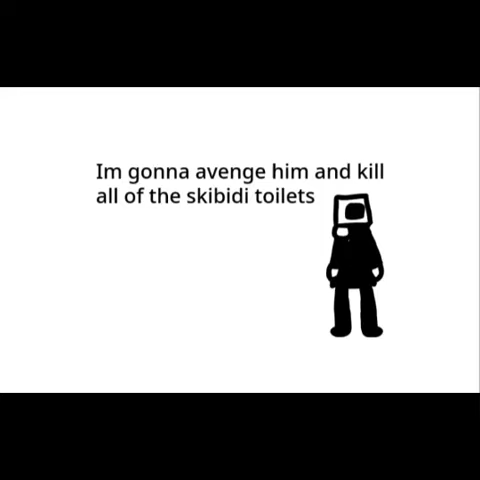 Im gonna avenge him and kill
all of the skibidi toilets